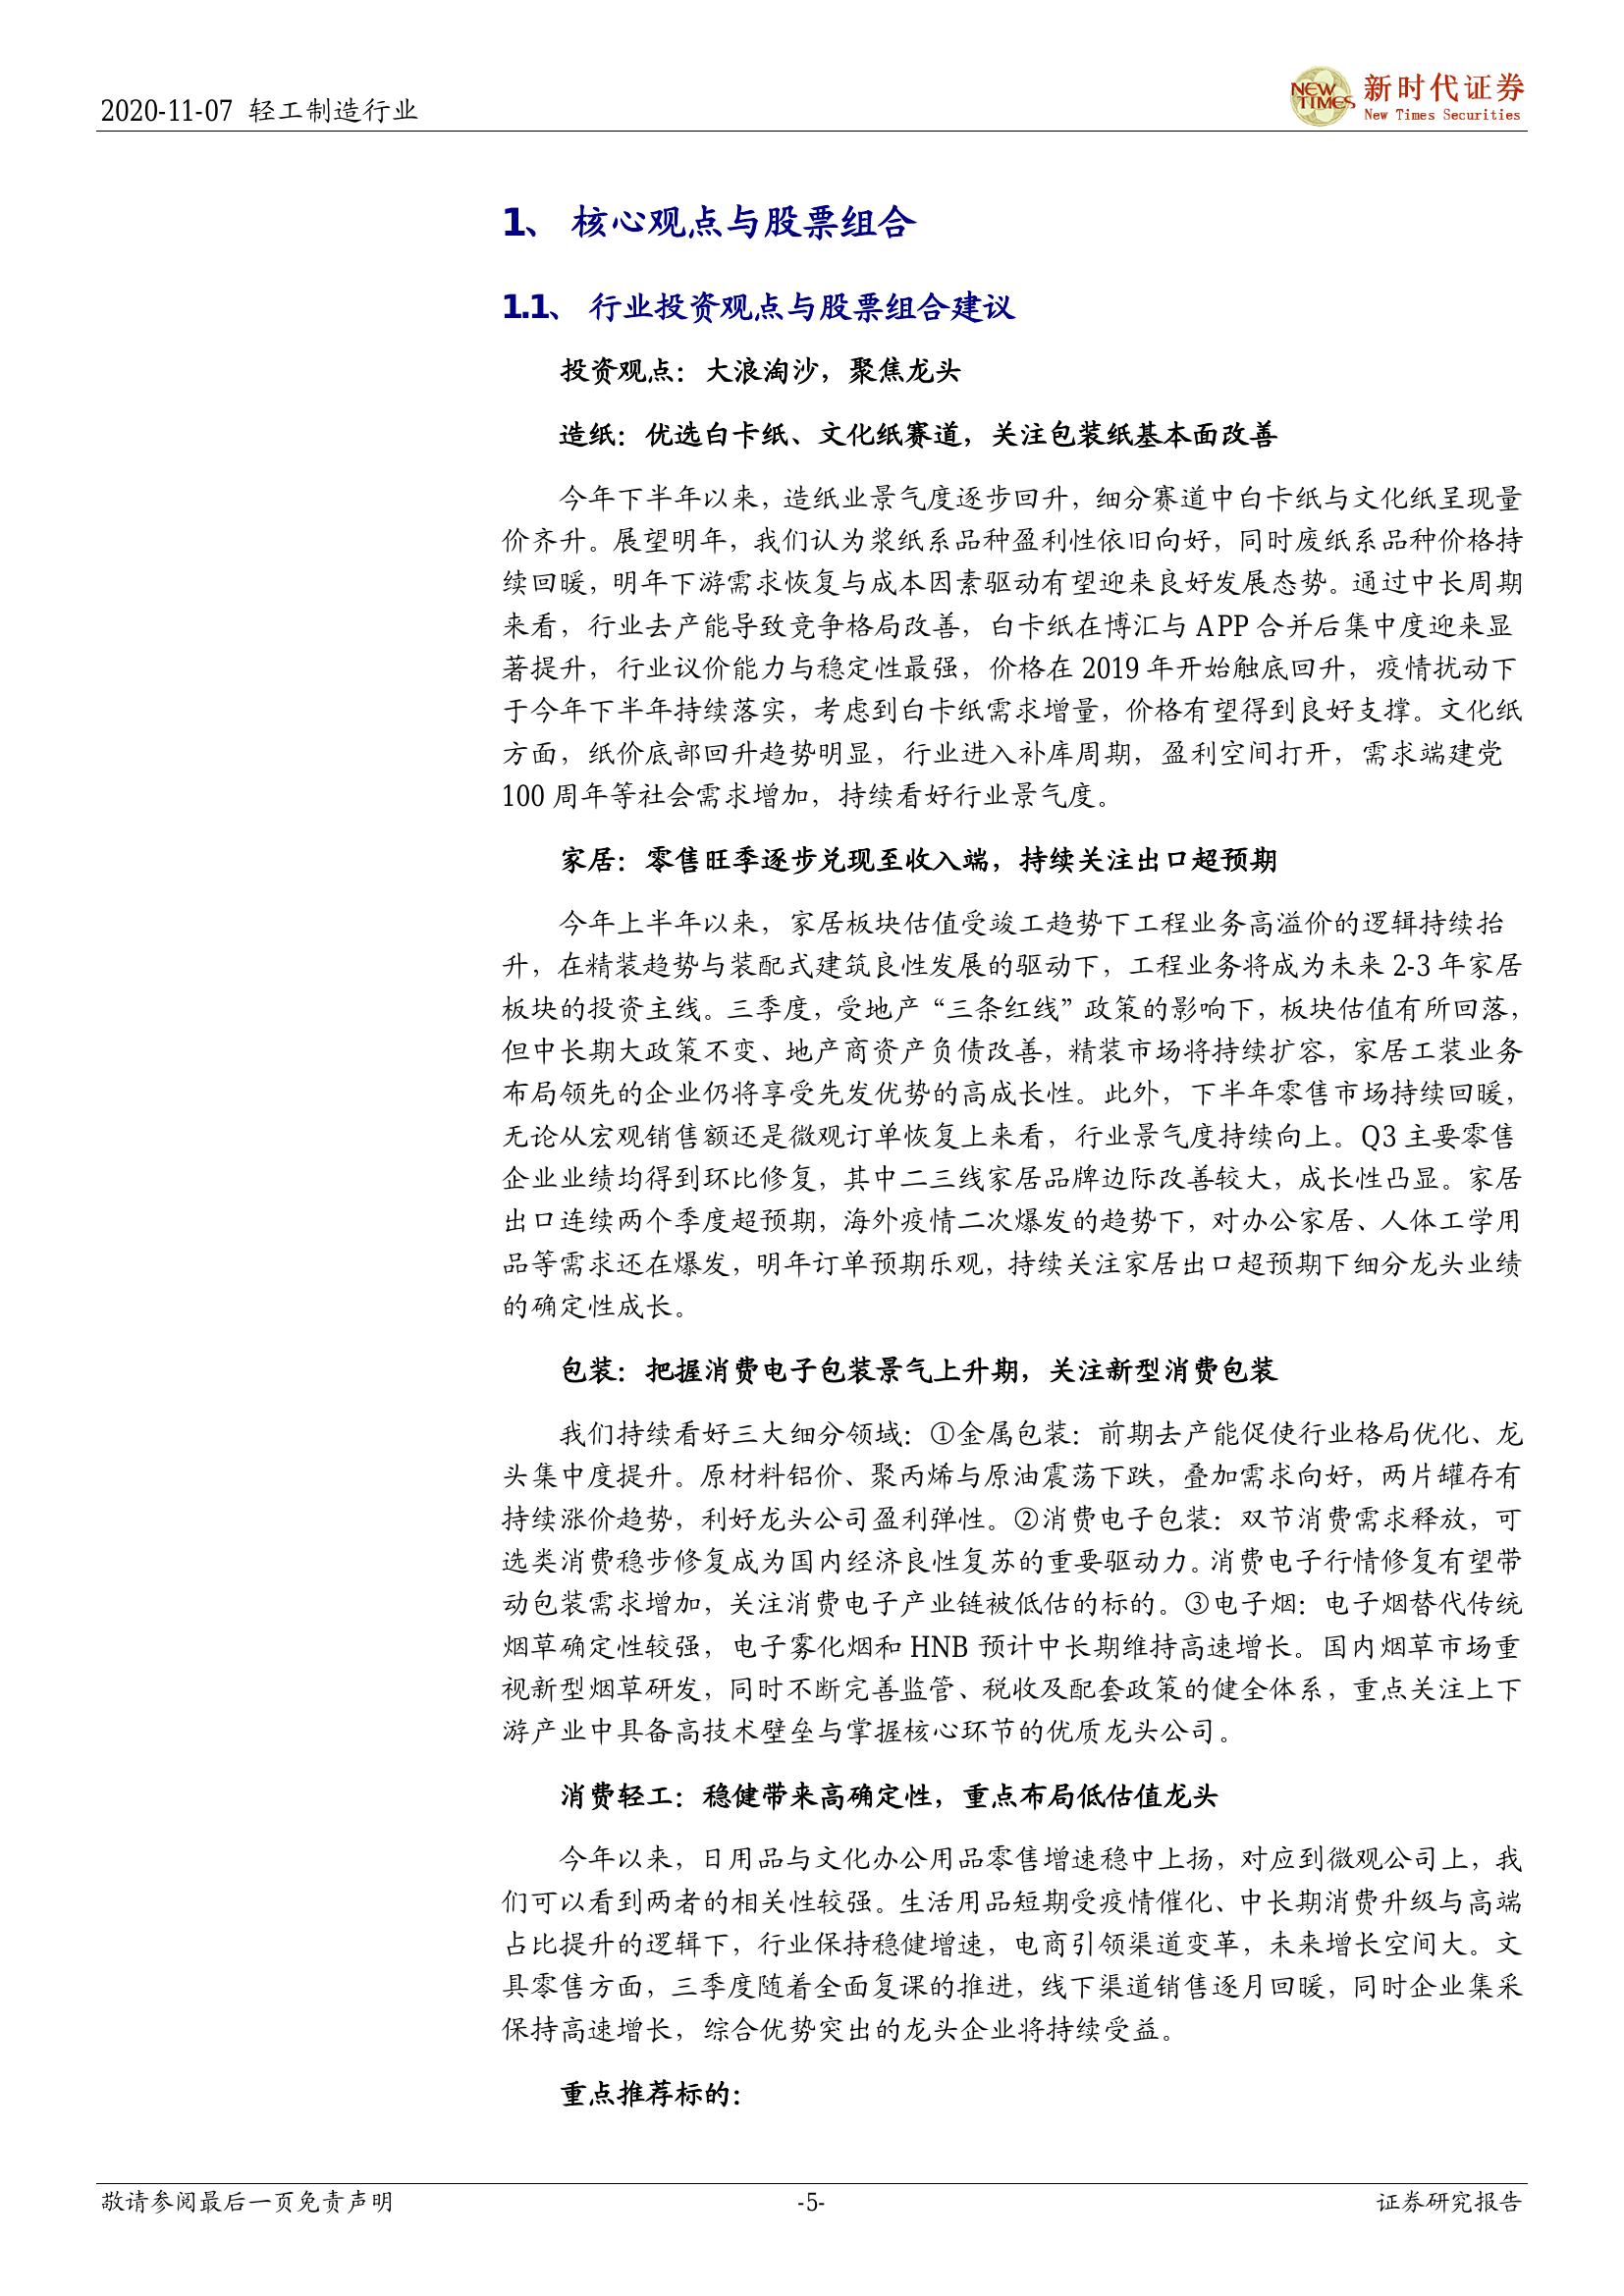 2020-11-07 轻工制造行业
NEW TIMES
新时代证券
New Times Securities
1、 核心观点与股票组合
1.1、 行业投资观点与股票组合建议
投资观点：大浪淘沙，聚焦龙头
造纸：优选白卡纸、文化纸赛道，关注包装纸基本面改善
今年下半年以来，造纸业景气度逐步回升，细分赛道中白卡纸与文化纸呈现量
价齐升。展望明年，我们认为浆纸系品种盈利性依旧向好，同时废纸系品种价格持
续回暖，明年下游需求恢复与成本因素驱动有望迎来良好发展态势。通过中长周期
来看，行业去产能导致竞争格局改善，白卡纸在博汇与 APP 合并后集中度迎来显
著提升，行业议价能力与稳定性最强，价格在 2019 年开始触底回升，疫情扰动下
于今年下半年持续落实，考虑到白卡纸需求增量，价格有望得到良好支撑。文化纸
方面，纸价底部回升趋势明显，行业进入补库周期，盈利空间打开，需求端建党
100 周年等社会需求增加，持续看好行业景气度。
家居：零售旺季逐步兑现至收入端，持续关注出口超预期
今年上半年以来，家居板块估值受竣工趋势下工程业务高溢价的逻辑持续抬
升，在精装趋势与装配式建筑良性发展的驱动下，工程业务将成为未来 2-3 年家居
板块的投资主线。三季度，受地产“三条红线”政策的影响下，板块估值有所回落，
但中长期大政策不变、地产商资产负债改善，精装市场将持续扩容，家居工装业务
布局领先的企业仍将享受先发优势的高成长性。此外，下半年零售市场持续回暖，
无论从宏观销售额还是微观订单恢复上来看，行业景气度持续向上。Q3 主要零售
企业业绩均得到环比修复，其中二三线家居品牌边际改善较大，成长性凸显。家居
出口连续两个季度超预期，海外疫情二次爆发的趋势下，对办公家居、人体工学用
品等需求还在爆发，明年订单预期乐观，持续关注家居出口超预期下细分龙头业绩
的确定性成长。
包装：把握消费电子包装景气上升期，关注新型消费包装
我们持续看好三大细分领域：①金属包装：前期去产能促使行业格局优化、龙
头集中度提升。原材料铝价、聚丙烯与原油震荡下跌，叠加需求向好，两片罐存有
持续涨价趋势，利好龙头公司盈利弹性。②消费电子包装：双节消费需求释放，可
选类消费稳步修复成为国内经济良性复苏的重要驱动力。消费电子行情修复有望带
动包装需求增加，关注消费电子产业链被低估的标的。③电子烟：电子烟替代传统
烟草确定性较强，电子雾化烟和 HNB 预计中长期维持高速增长。国内烟草市场重
视新型烟草研发，同时不断完善监管、税收及配套政策的健全体系，重点关注上下
游产业中具备高技术壁垒与掌握核心环节的优质龙头公司。
消费轻工：稳健带来高确定性，重点布局低估值龙头
今年以来，日用品与文化办公用品零售增速稳中上扬，对应到微观公司上，我
们可以看到两者的相关性较强。生活用品短期受疫情催化、中长期消费升级与高端
占比提升的逻辑下，行业保持稳健增速，电商引领渠道变革，未来增长空间大。文
具零售方面，三季度随着全面复课的推进，线下渠道销售逐月回暖，同时企业集采
保持高速增长，综合优势突出的龙头企业将持续受益。
重点推荐标的：
敬请参阅最后一页免责声明
-5-
证券研究报告